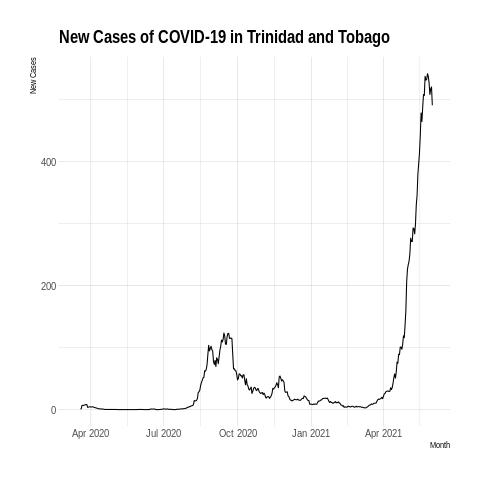 New Cases of COVID-19 in Trinidad and Tobago
New Cases
400
200
0
Apr 2020 Jul 2020 Oct 2020 Jan 2021 Apr 2021
Month